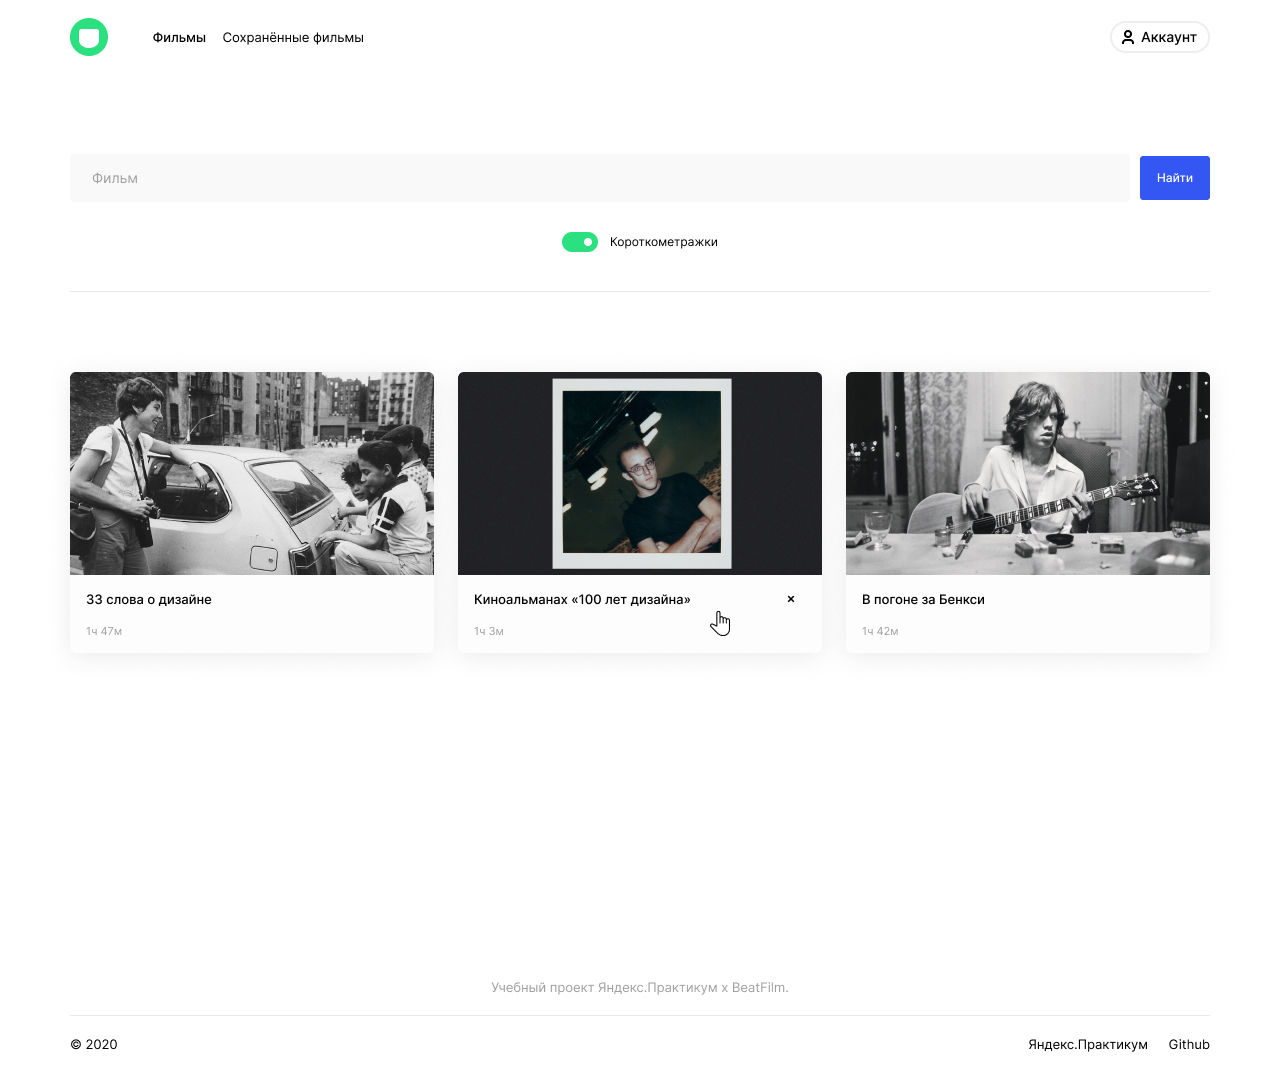 Фильмы
Сохранённые фильмы
Аккаунт
Фильм
Найти
Короткометражки
33 слова о дизайне
1ч 47м
Киноальманах «100 лет дизайна»
1ч 3м
В погоне за Бенкси
1ч 42м
Учебный проект Яндекс.Практикум х BeatFilm.
© 2020
Яндекс.Практикум
Github